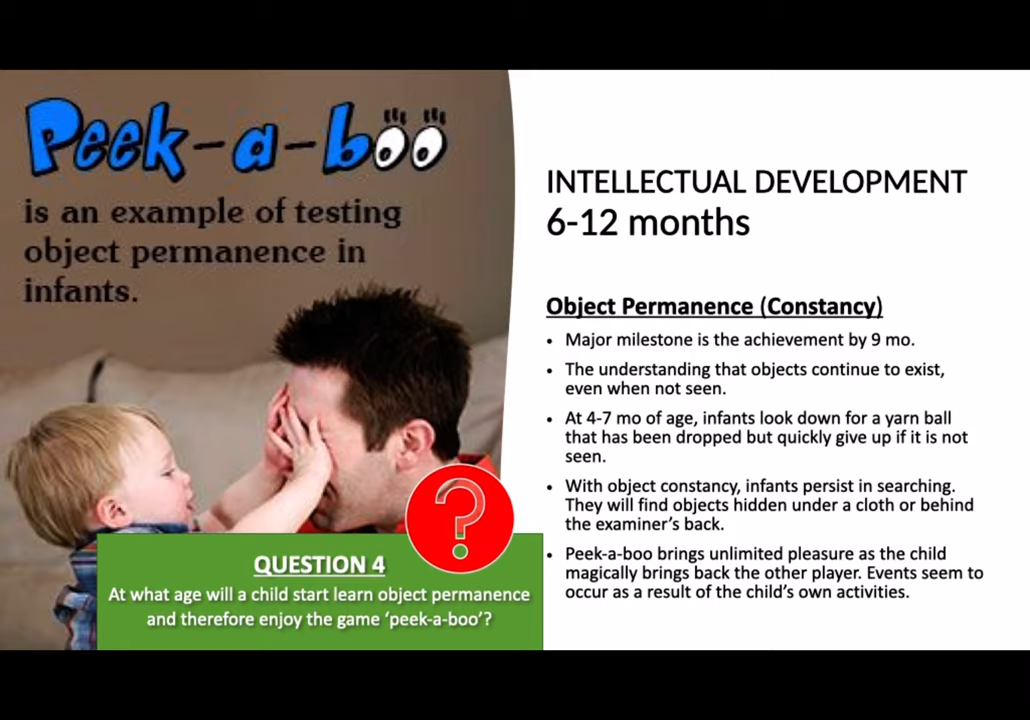 Peek-a-boo
is an example of testing
object permanence in
infants.
INTELLECTUAL DEVELOPMENT
6-12 months
Object Permanence (Constancy)
• Major milestone is the achievement by 9 mo.
• The understanding that objects continue to exist,
even when not seen.
• At 4-7 mo of age, infants look down for a yarn ball
that has been dropped but quickly give up if it is not
seen.
• With object constancy, infants persist in searching.
They will find objects hidden under a cloth or behind
the examiner's back.
• Peek-a-boo brings unlimited pleasure as the child
magically brings back the other player. Events seem to
occur as a result of the child's own activities.
?
QUESTION 4
At what age will a child start learn object permanence
and therefore enjoy the game ‘peek-a-boo’?